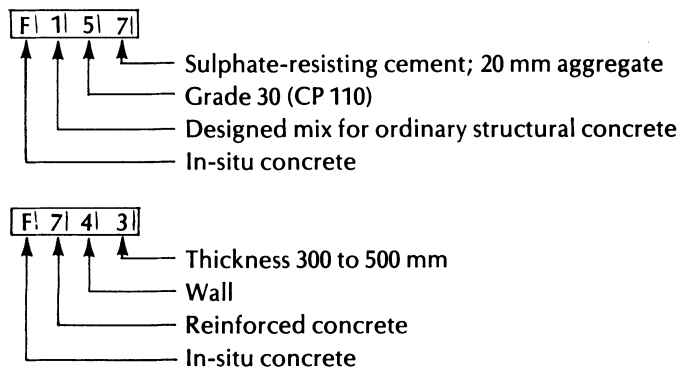 F 1 5 7
Sulphate-resisting cement; 20 mm aggregate
Grade 30 (CP 110)
Designed mix for ordinary structural concrete
In-situ concrete
F 7 4 3
Thickness 300 to 500 mm
Wall
Reinforced concrete
In-situ concrete